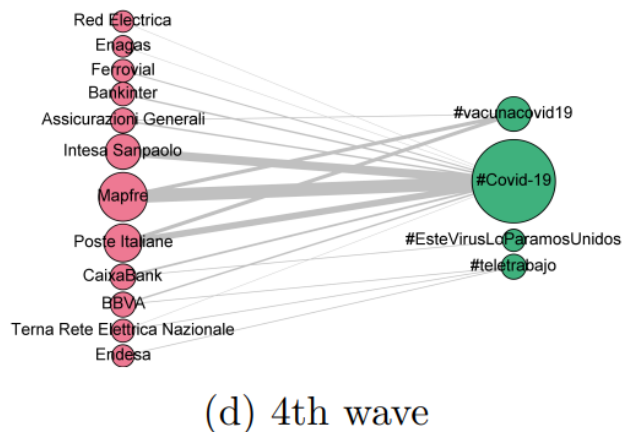 Red Electrica
Enagas
Ferrovial
Bankinter
Assicurazioni Generali
Intesa Sanpaolo
Mapfre
Poste Italiane
CaixaBank
BBVA
Terna Rete Elettrica Nazionale
Endesa
#vacunacovid19
#Covid-19
#EsteVirusLoParamosUnidos
#teletrabajo
(d) 4th wave